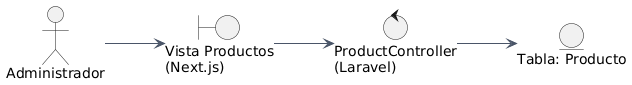 Administrador
Vista Productos
(Next.js)
ProductController
(Laravel)
Tabla: Producto